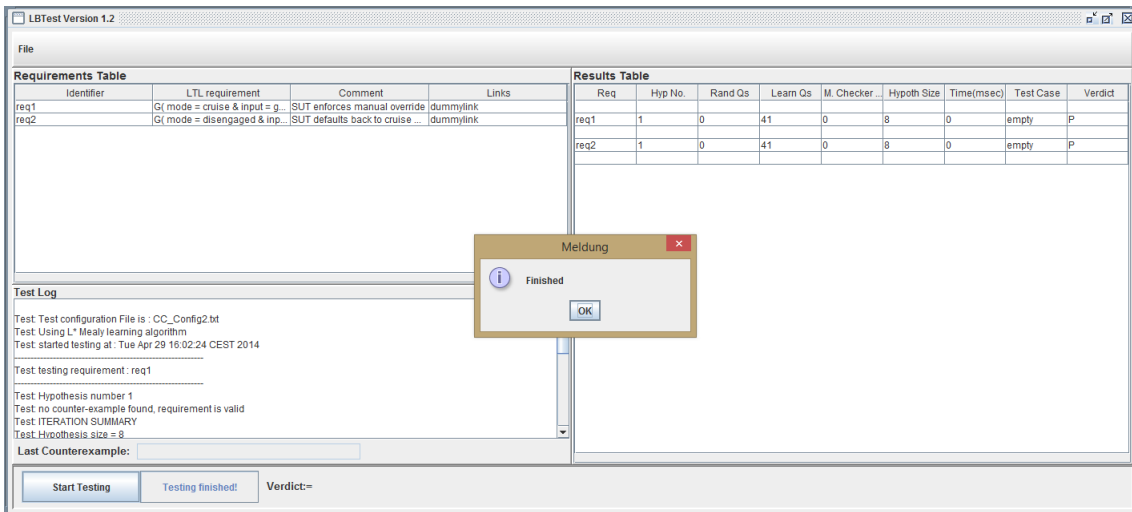 LBTest Version 1.2
File
Requirements Table
Identifier LTL requirement Comment Links
req1 G( mode = cruise & input = g... SUT enforces manual override dummylink
req2 G( mode = disengaged & inp... SUT defaults back to cruise ... dummylink
Results Table
Req Hyp No. Rand Qs Learn Qs M. Checker ... Hypoth Size Time(msec) Test Case Verdict
req1 1 0 41 0 8 0 empty P
req2 1 0 41 0 8 0 empty P
Meldung
Finished
OK
Test Log
Test: Test configuration File is : CC_Config2.txt
Test: Using L* Mealy learning algorithm
Test: started testing at : Tue Apr 29 16:02:24 CEST 2014
Test: testing requirement : req1
Test: Hypothesis number 1
Test: no counter-example found, requirement is valid
Test: ITERATION SUMMARY
Test: Hypothesis size = 8
Last Counterexample:
Start Testing Testing finished! Verdict:=